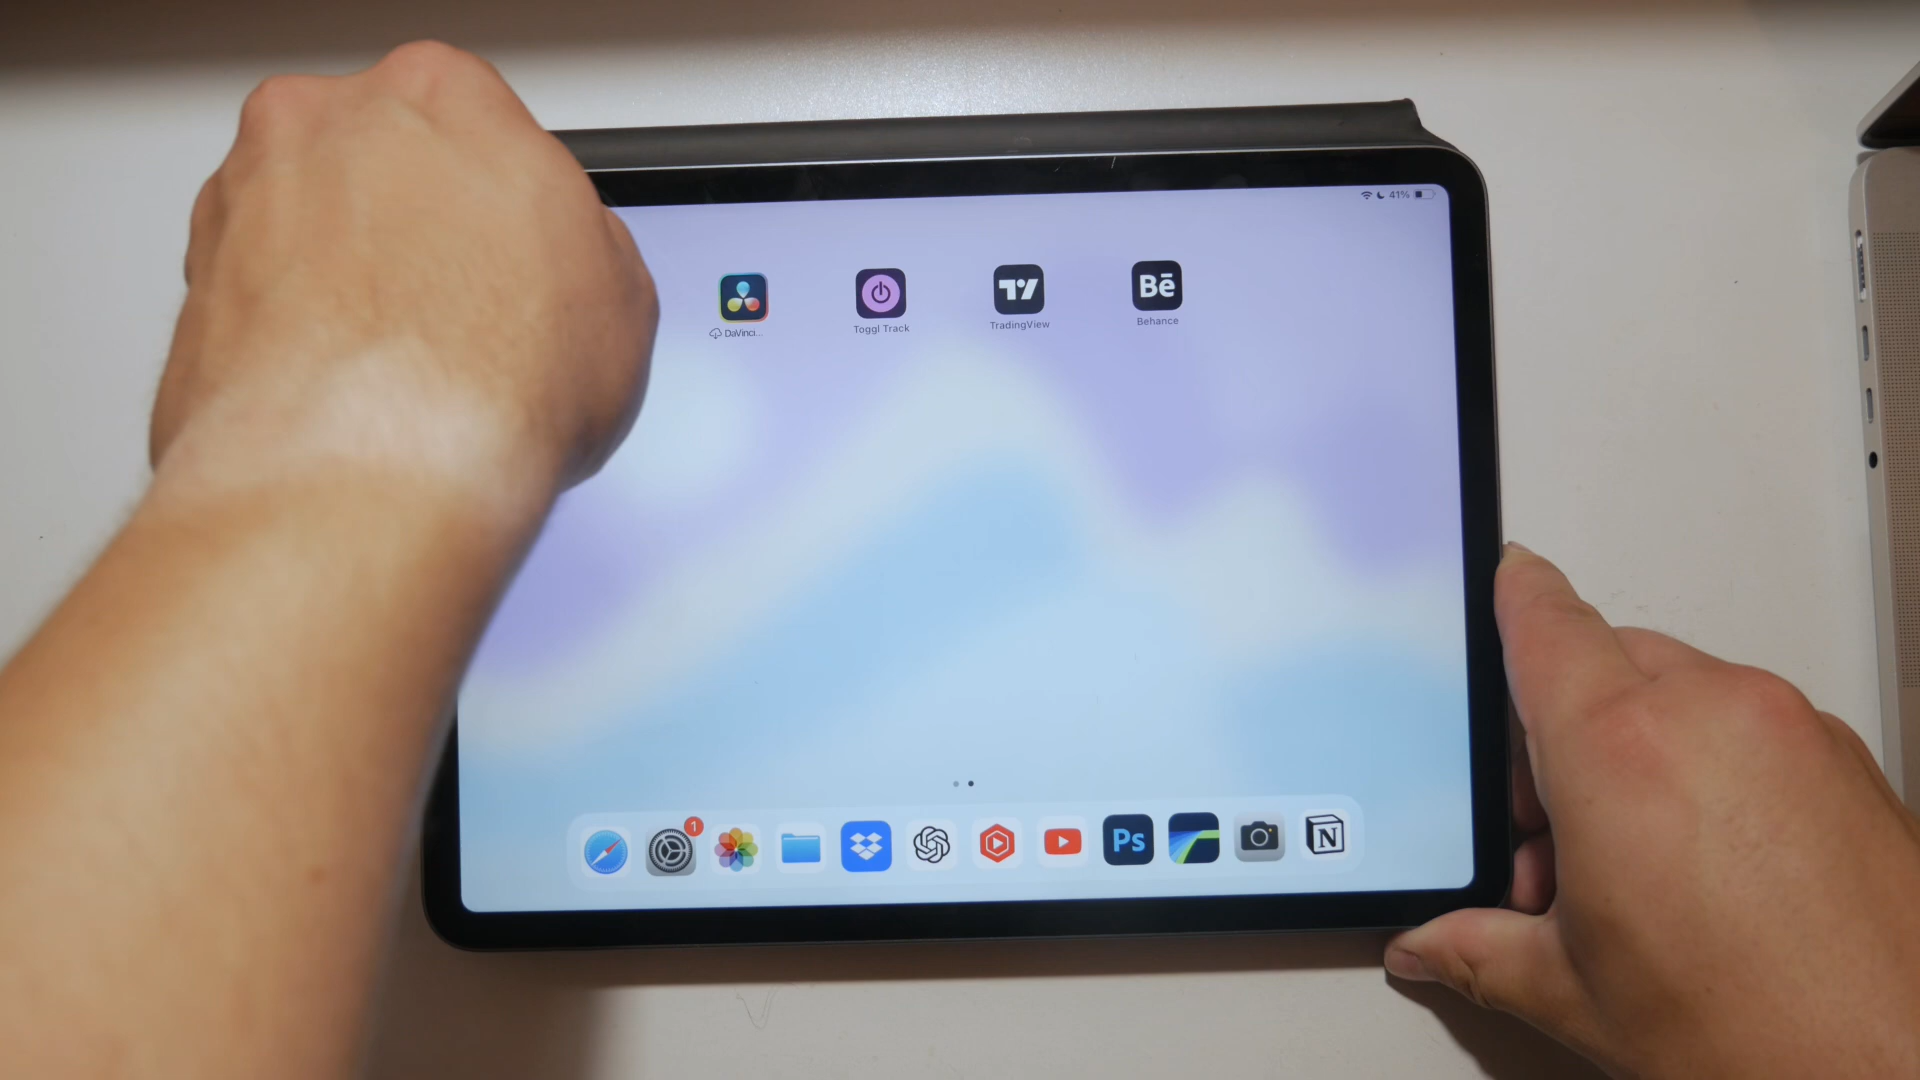 41%
DaVinci...
Toggl Track
TradingView
Behance
Bē
1
Ps
N